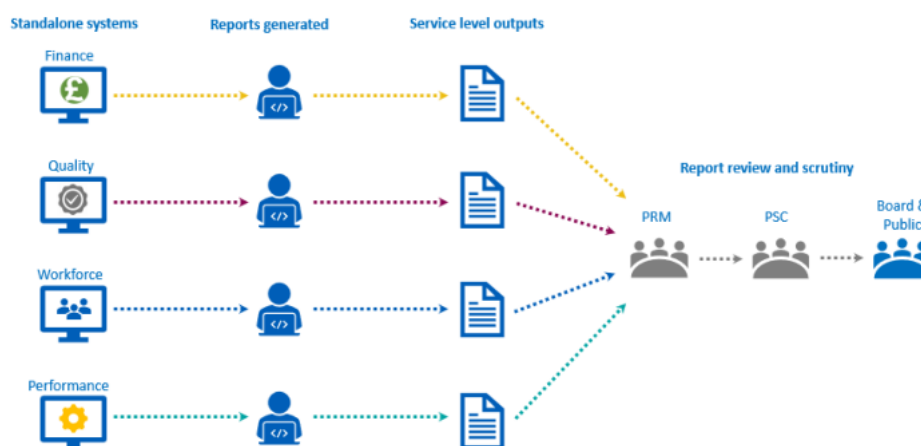 Standalone systems
Reports generated
Service level outputs
Finance
£
</>
Quality
</>
Report review and scrutiny
PRM
PSC
Board &
Public
Workforce
</>
Performance
</>